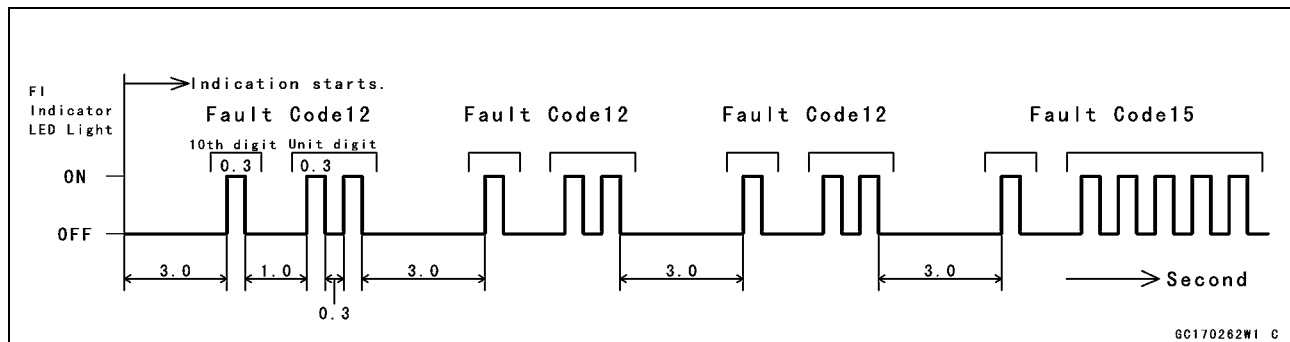 Indication starts.
FI
Indicator
LED Light
Fault Code12 Fault Code12 Fault Code12 Fault Code15
10th digit Unit digit
0.3 0.3
ON
OFF
3.0 1.0 3.0 3.0 3.0
0.3
Second
GC170262W1 C